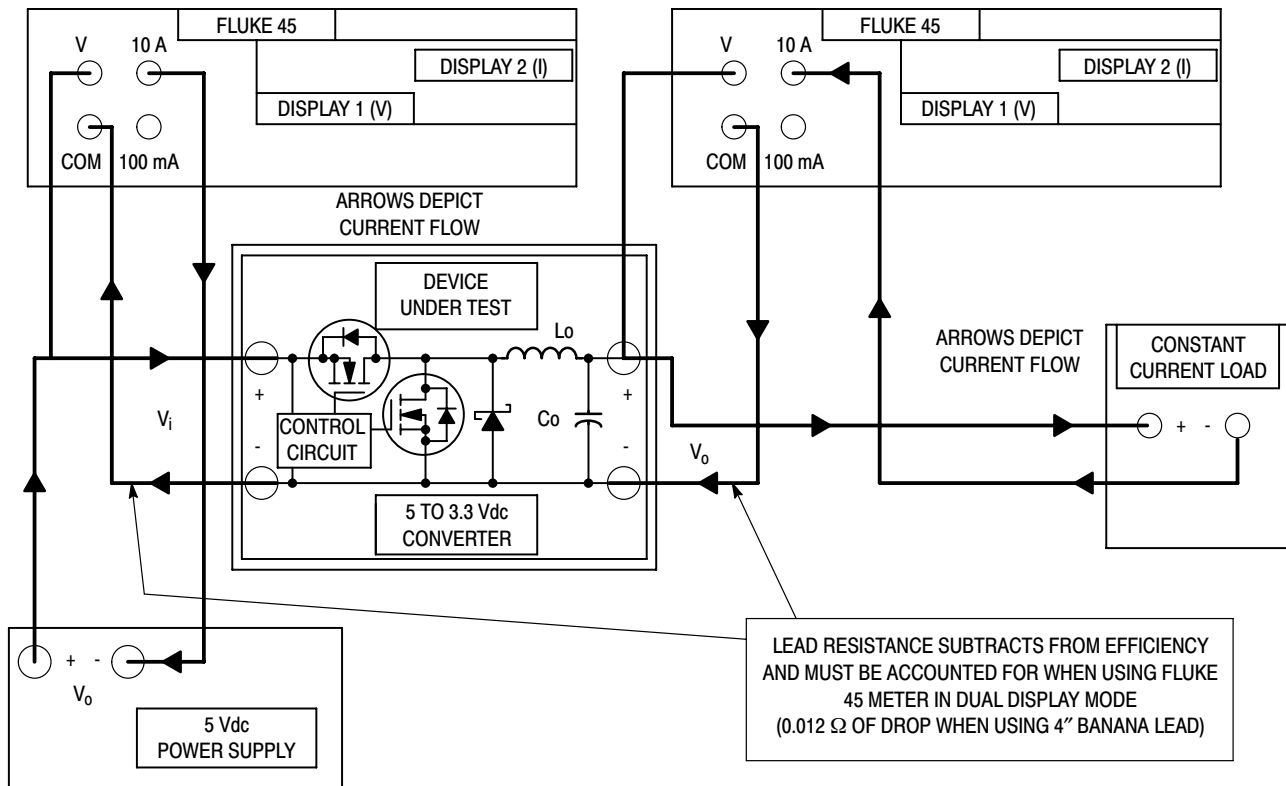 FLUKE 45
V
10 A
DISPLAY 2 (I)
DISPLAY 1 (V)
COM
100 mA
FLUKE 45
V
10 A
DISPLAY 2 (I)
DISPLAY 1 (V)
COM
100 mA
ARROWS DEPICT
CURRENT FLOW
DEVICE
UNDER TEST
Lo
Co
+
-
Vi
CONTROL
CIRCUIT
+
-
Vo
5 TO 3.3 Vdc
CONVERTER
ARROWS DEPICT
CURRENT FLOW
CONSTANT
CURRENT LOAD
+ -
+ -
Vo
5 Vdc
POWER SUPPLY
LEAD RESISTANCE SUBTRACTS FROM EFFICIENCY
AND MUST BE ACCOUNTED FOR WHEN USING FLUKE
45 METER IN DUAL DISPLAY MODE
(0.012 Ω OF DROP WHEN USING 4″ BANANA LEAD)